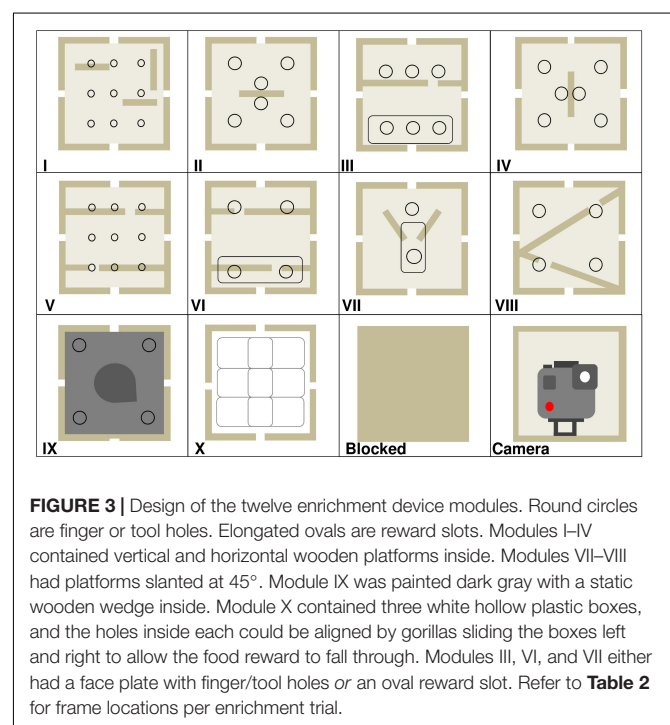 I II III IV
V VI VII VIII
IX X Blocked Camera
FIGURE 3 | Design of the twelve enrichment device modules. Round circles
are finger or tool holes. Elongated ovals are reward slots. Modules I–IV
contained vertical and horizontal wooden platforms inside. Modules VII–VIII
had platforms slanted at 45°. Module IX was painted dark gray with a static
wooden wedge inside. Module X contained three white hollow plastic boxes,
and the holes inside each could be aligned by gorillas sliding the boxes left
and right to allow the food reward to fall through. Modules III, VI, and VII either
had a face plate with finger/tool holes or an oval reward slot. Refer to Table 2
for frame locations per enrichment trial.